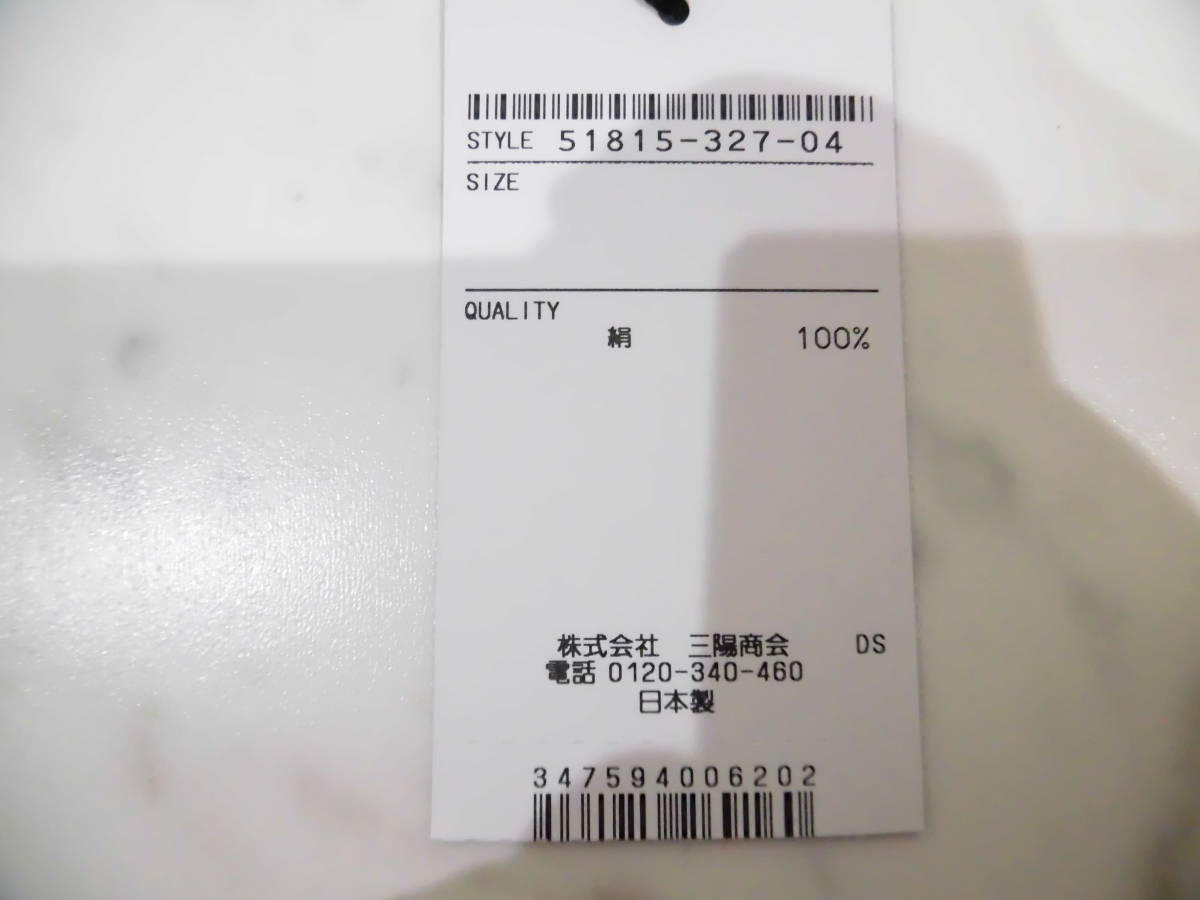 STYLE 51815-327-04
SIZE
QUALITY
絹 100%
株式会社 三陽商会 DS
電話 0120-340-460
日本製
347594006202